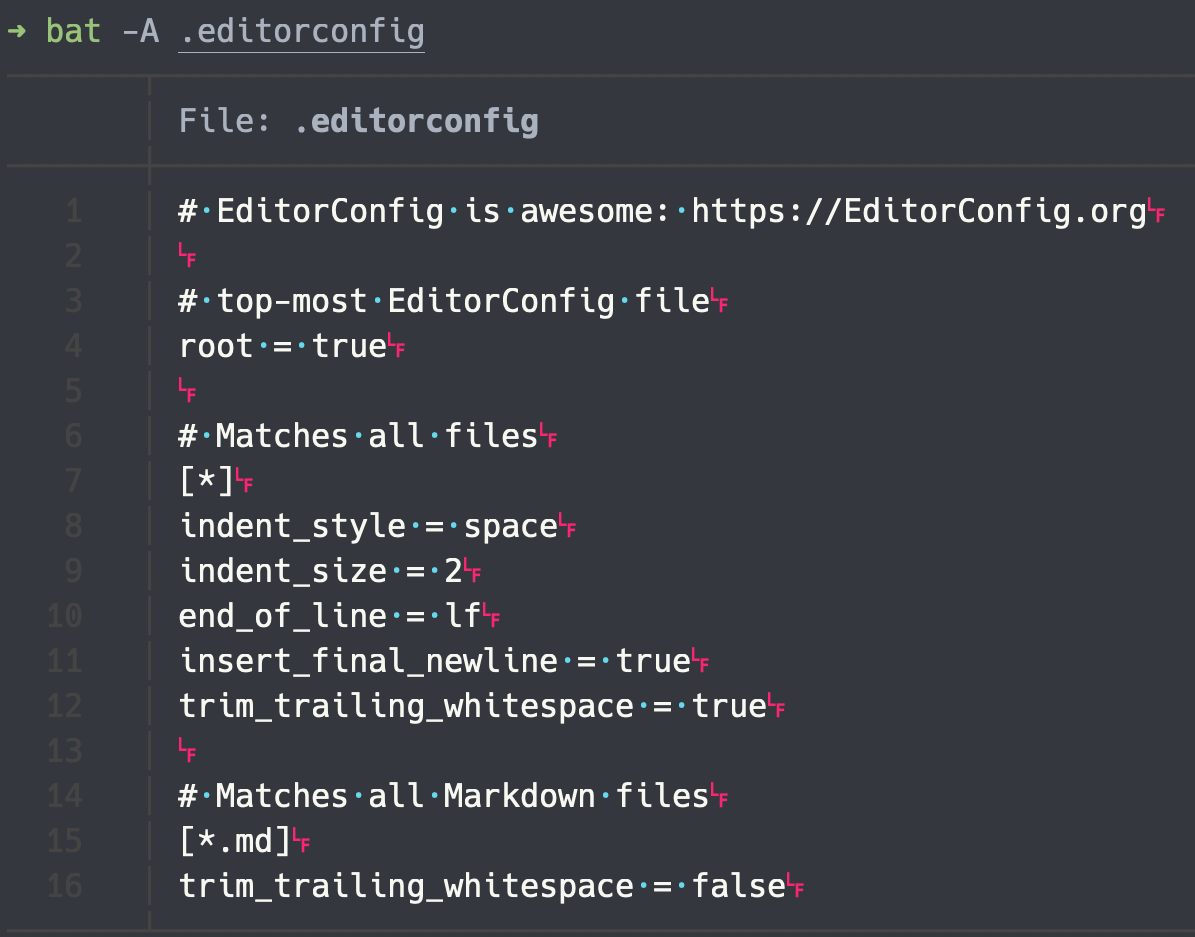 ➜ bat -A .editorconfig
File: .editorconfig
1 #·EditorConfig·is·awesome:·https://EditorConfig.org␊
2 ␊
3 #·top-most·EditorConfig·file␊
4 root·=·true␊
5 ␊
6 #·Matches·all·files␊
7 [*]␊
8 indent_style·=·space␊
9 indent_size·=·2␊
10 end_of_line·=·lf␊
11 insert_final_newline·=·true␊
12 trim_trailing_whitespace·=·true␊
13 ␊
14 #·Matches·all·Markdown·files␊
15 [*.md]␊
16 trim_trailing_whitespace·=·false␊